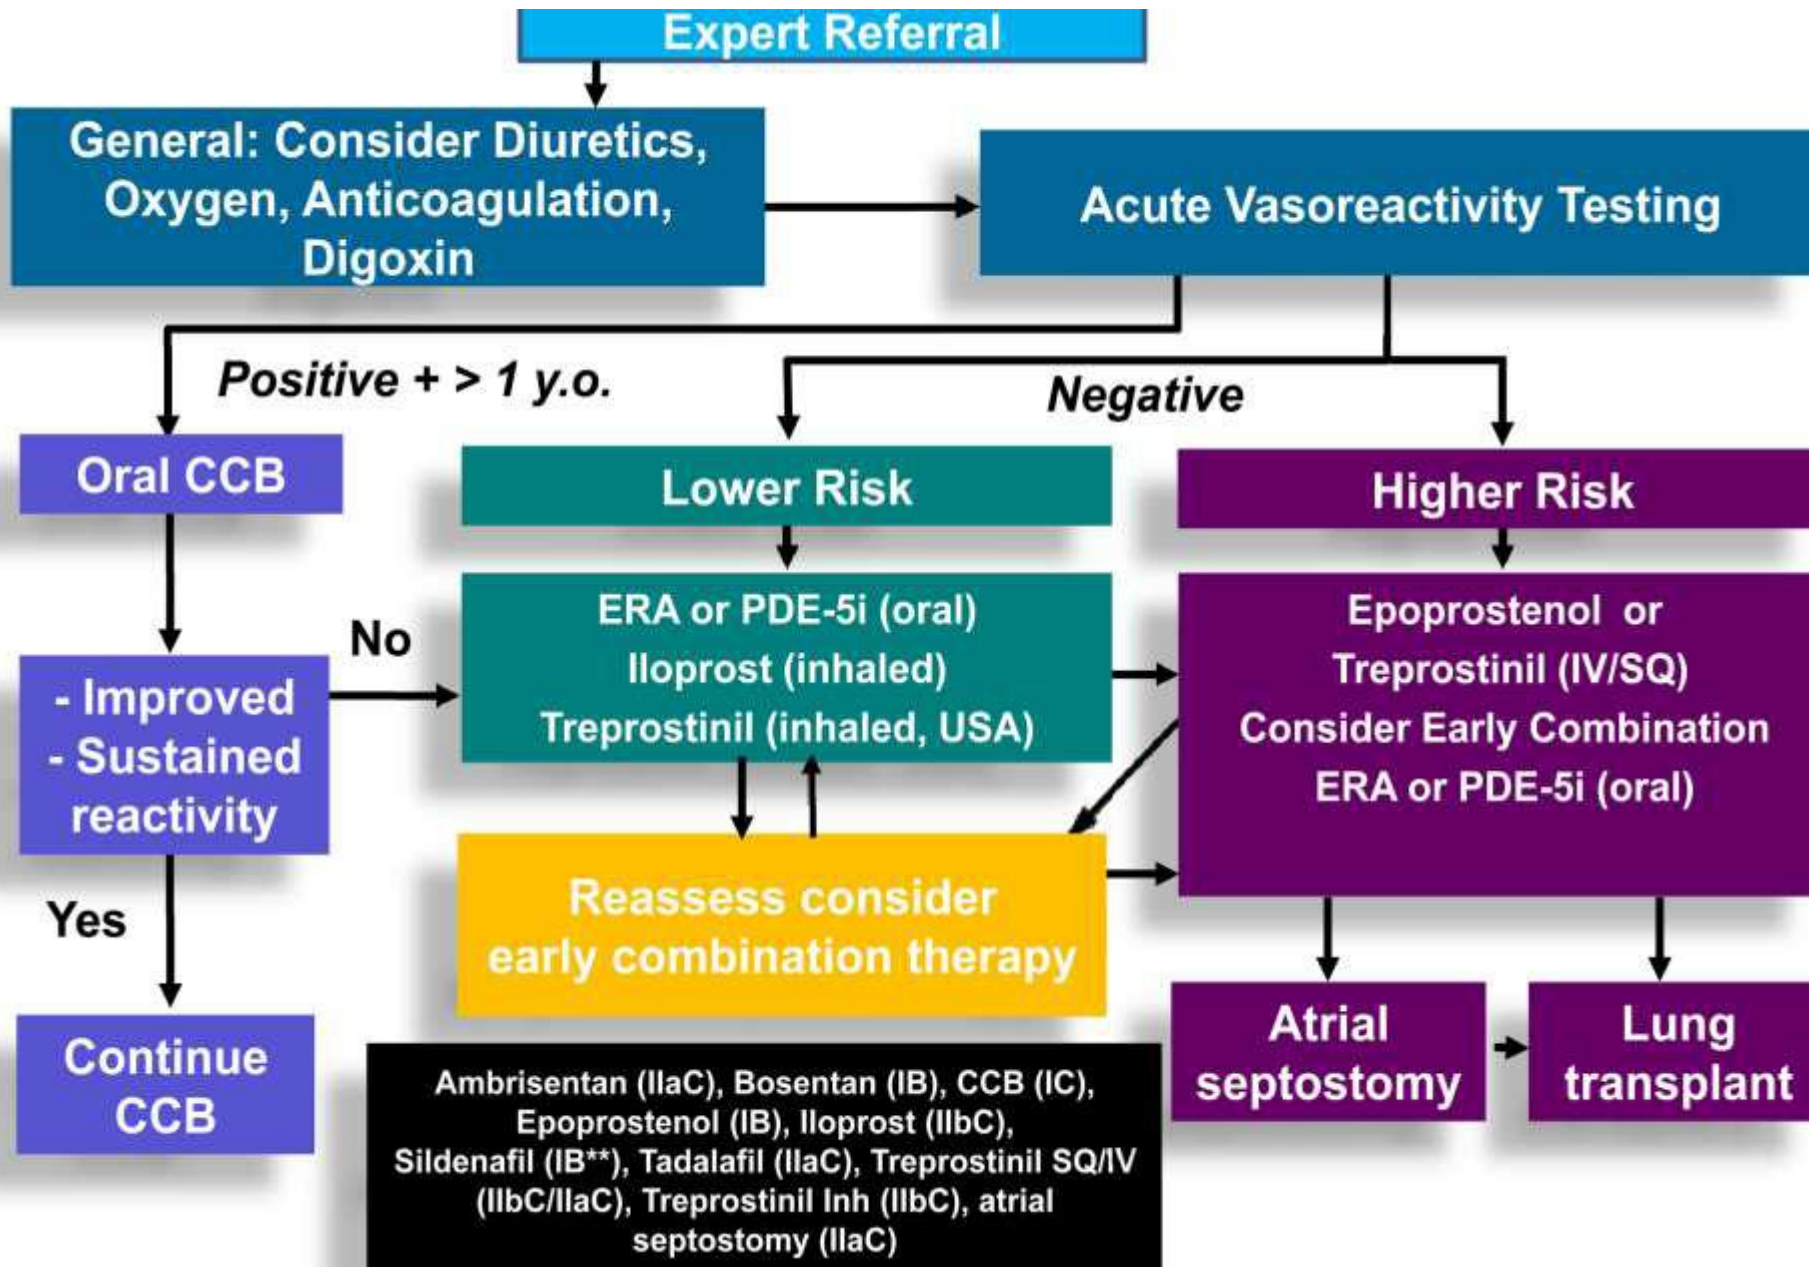 Expert Referral
General: Consider Diuretics,
Oxygen, Anticoagulation,
Digoxin
Acute Vasoreactivity Testing
Positive + > 1 y.o.
Negative
Oral CCB
Lower Risk
Higher Risk
No
- Improved
- Sustained
reactivity
ERA or PDE-5i (oral)
Iloprost (inhaled)
Treprostinil (inhaled, USA)
Epoprostenol or
Treprostinil (IV/SQ)
Consider Early Combination
ERA or PDE-5i (oral)
Yes
Reassess consider
early combination therapy
Continue
CCB
Atrial
septostomy
Lung
transplant
Ambrisentan (IIaC), Bosentan (IB), CCB (IC),
Epoprostenol (IB), Iloprost (IIbC),
Sildenafil (IB**), Tadalafil (IIaC), Treprostinil SQ/IV
(IIbC/IIaC), Treprostinil Inh (IIbC), atrial
septostomy (IIaC)